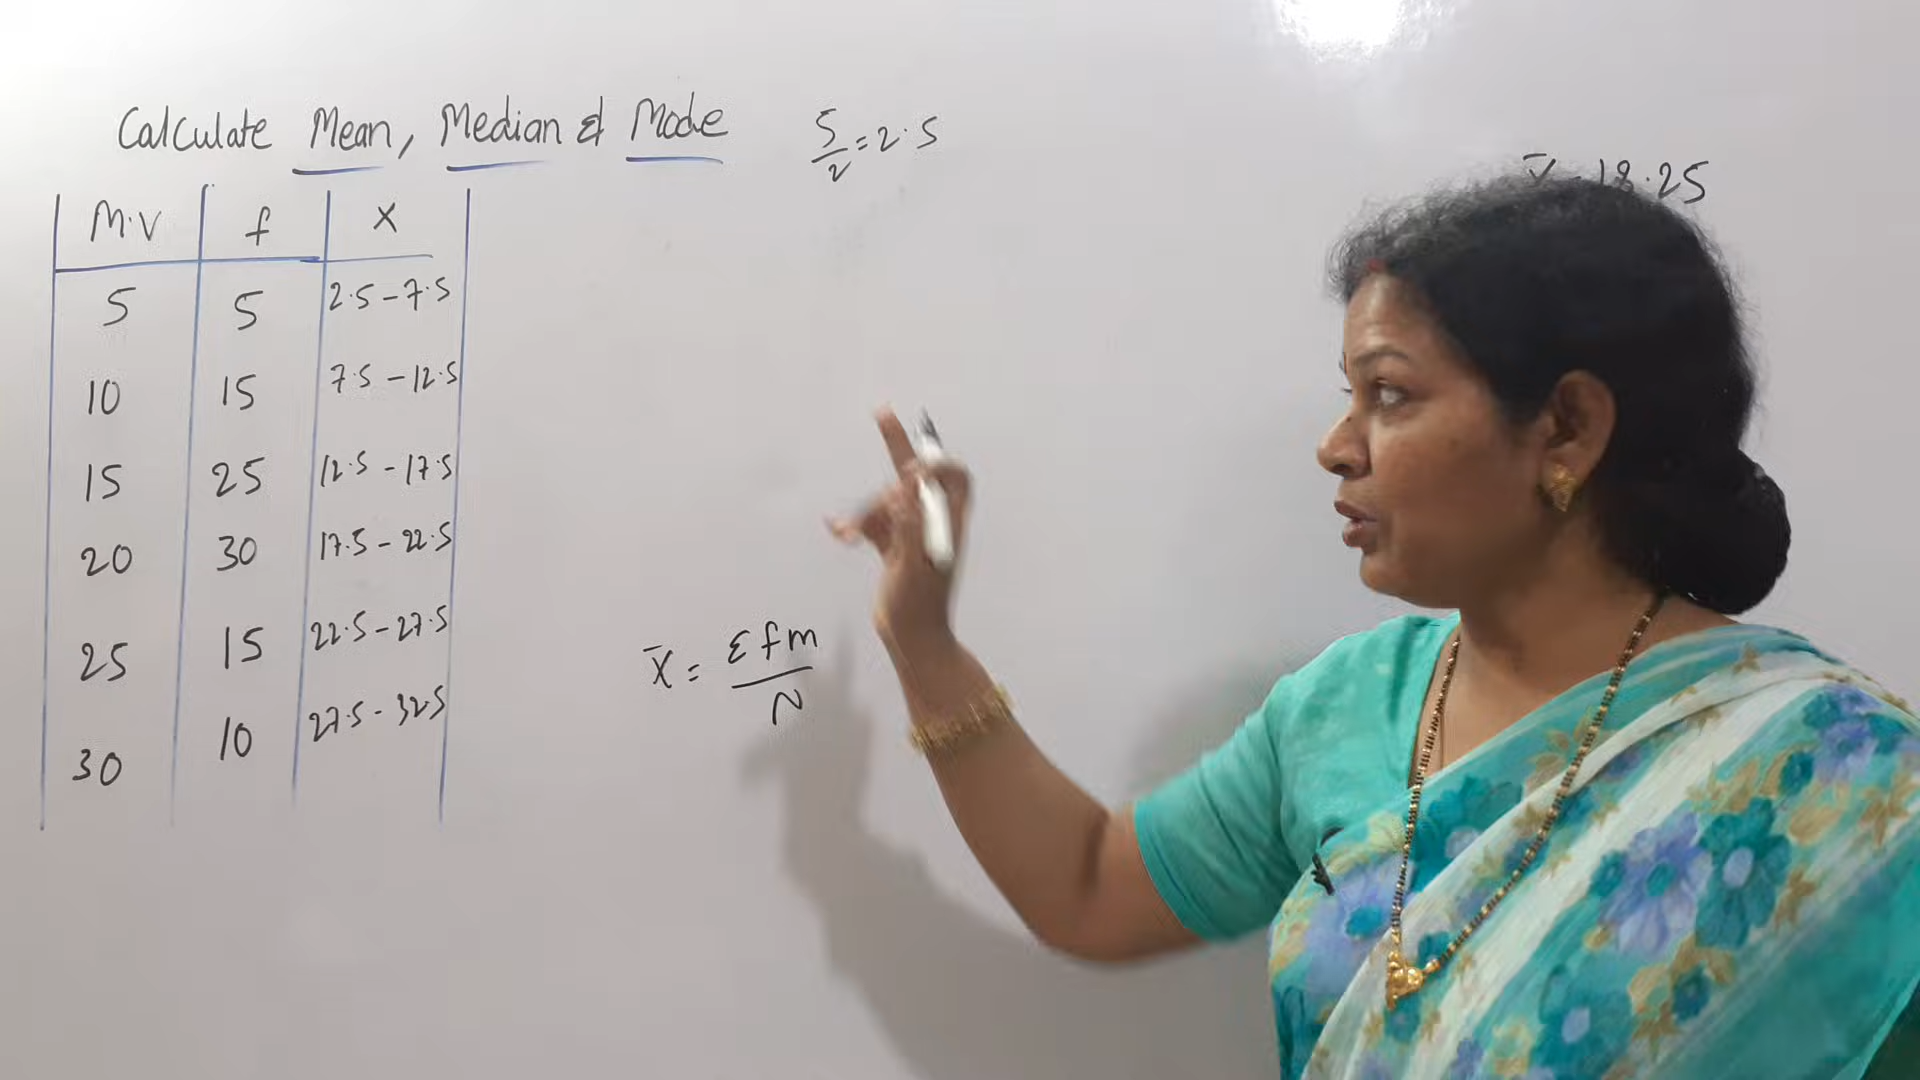 Calculate Mean, Median & Mode
5/2 = 2.5
18.25
M.V f X
5 5 2.5 - 7.5
10 15 7.5 - 12.5
15 25 12.5 - 17.5
20 30 17.5 - 22.5
25 15 22.5 - 27.5
30 10 27.5 - 32.5
X̄ = Σfm/N